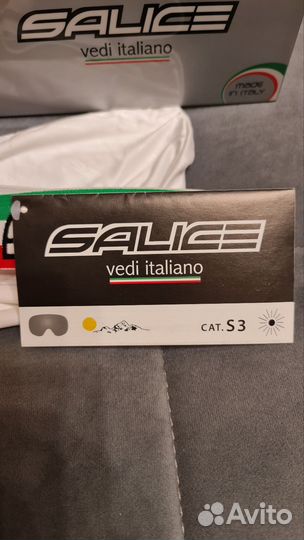 SALICE
vedi italiano
MADE IN ITALY
SALICE
vedi italiano
CAT. S3
Avito